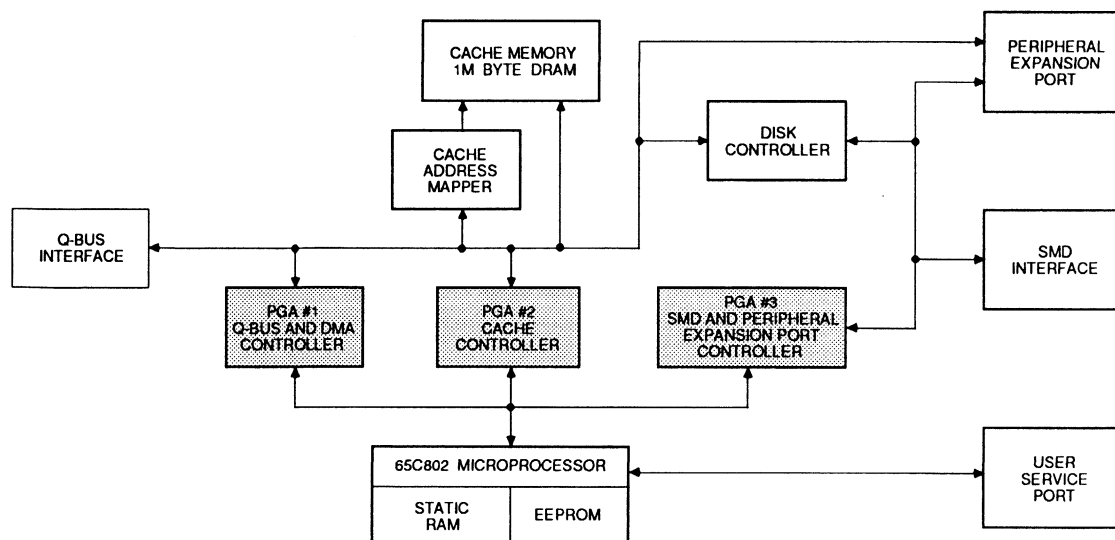 CACHE MEMORY
1M BYTE DRAM
PERIPHERAL
EXPANSION
PORT
DISK
CONTROLLER
CACHE
ADDRESS
MAPPER
Q-BUS
INTERFACE
SMD
INTERFACE
PGA #1
Q-BUS AND DMA
CONTROLLER
PGA #2
CACHE
CONTROLLER
PGA #3
SMD AND PERIPHERAL
EXPANSION PORT
CONTROLLER
65C802 MICROPROCESSOR
STATIC
RAM
EEPROM
USER
SERVICE
PORT